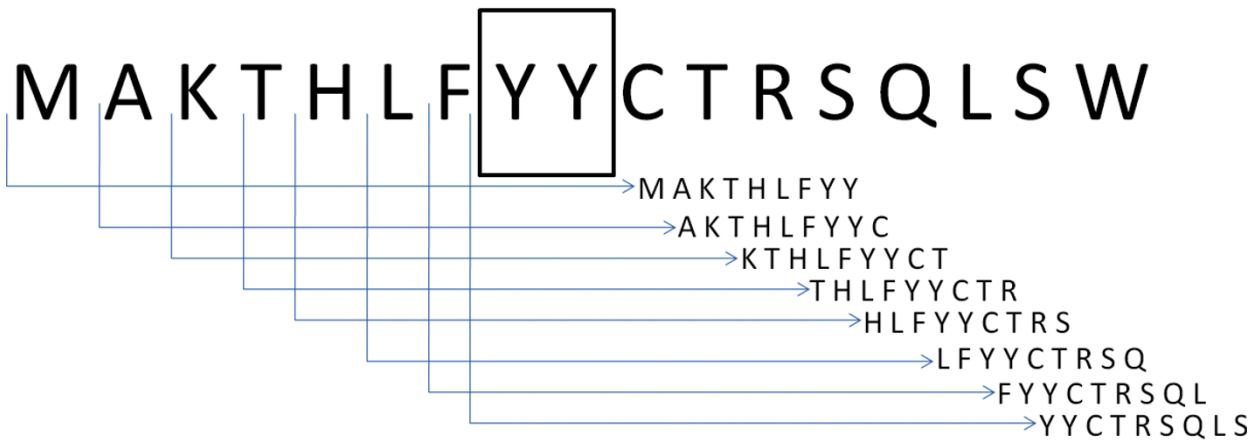 M A K T H L F Y Y C T R S Q L S W
M A K T H L F Y Y
A K T H L F Y Y C
K T H L F Y Y C T
T H L F Y Y C T R
H L F Y Y C T R S
L F Y Y C T R S Q
F Y Y C T R S Q L
Y Y C T R S Q L S